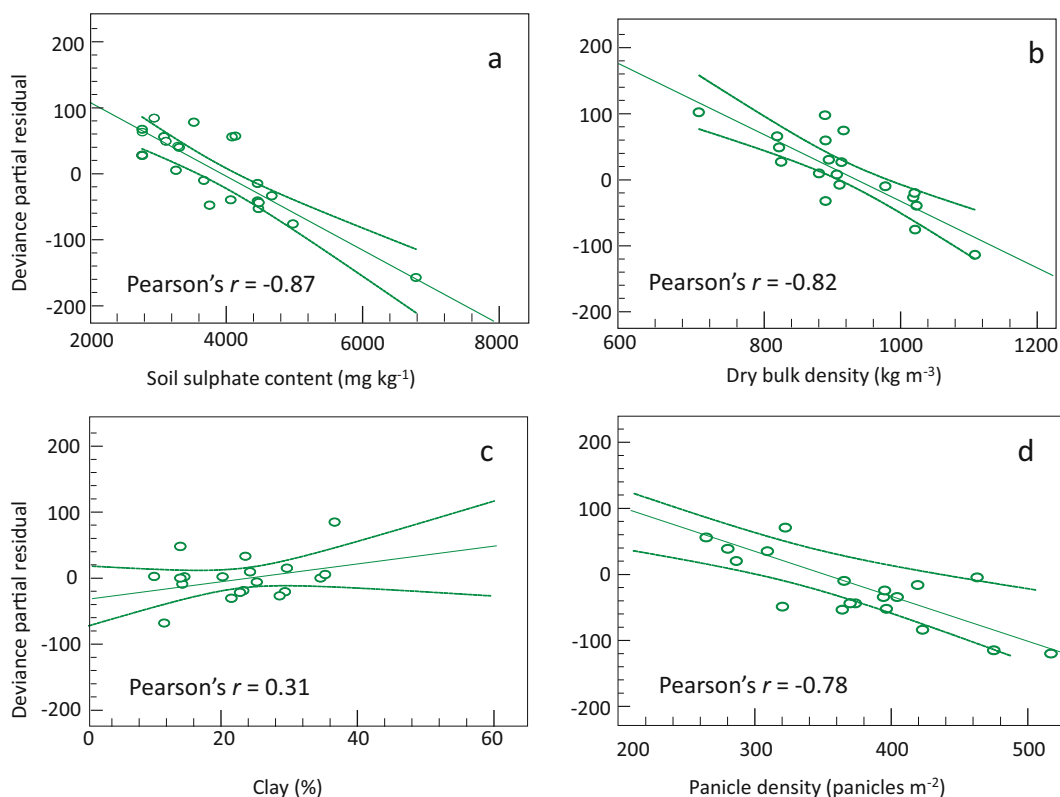 a
200
100
0
-100
-200
Deviance partial residual
Pearson's r = -0.87
2000 4000 6000 8000
Soil sulphate content (mg kg⁻¹)
b
200
100
0
-100
-200
Pearson's r = -0.82
600 800 1000 1200
Dry bulk density (kg m⁻³)
c
200
100
0
-100
-200
Deviance partial residual
Pearson's r = 0.31
0 20 40 60
Clay (%)
d
200
100
0
-100
-200
Pearson's r = -0.78
200 300 400 500
Panicle density (panicles m⁻²)